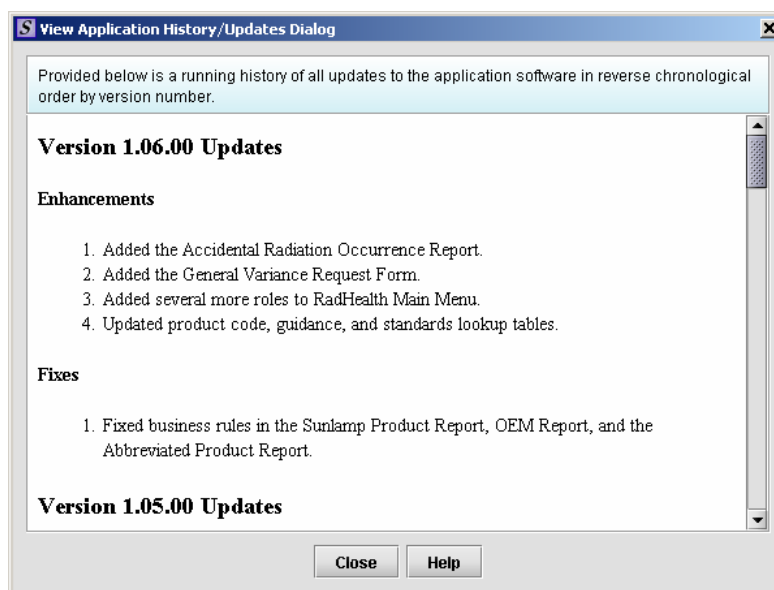 S View Application History/Updates Dialog
Provided below is a running history of all updates to the application software in reverse chronological
order by version number.
Version 1.06.00 Updates
Enhancements
1. Added the Accidental Radiation Occurrence Report.
2. Added the General Variance Request Form.
3. Added several more roles to RadHealth Main Menu.
4. Updated product code, guidance, and standards lookup tables.
Fixes
1. Fixed business rules in the Sunlamp Product Report, OEM Report, and the
Abbreviated Product Report.
Version 1.05.00 Updates
Close Help